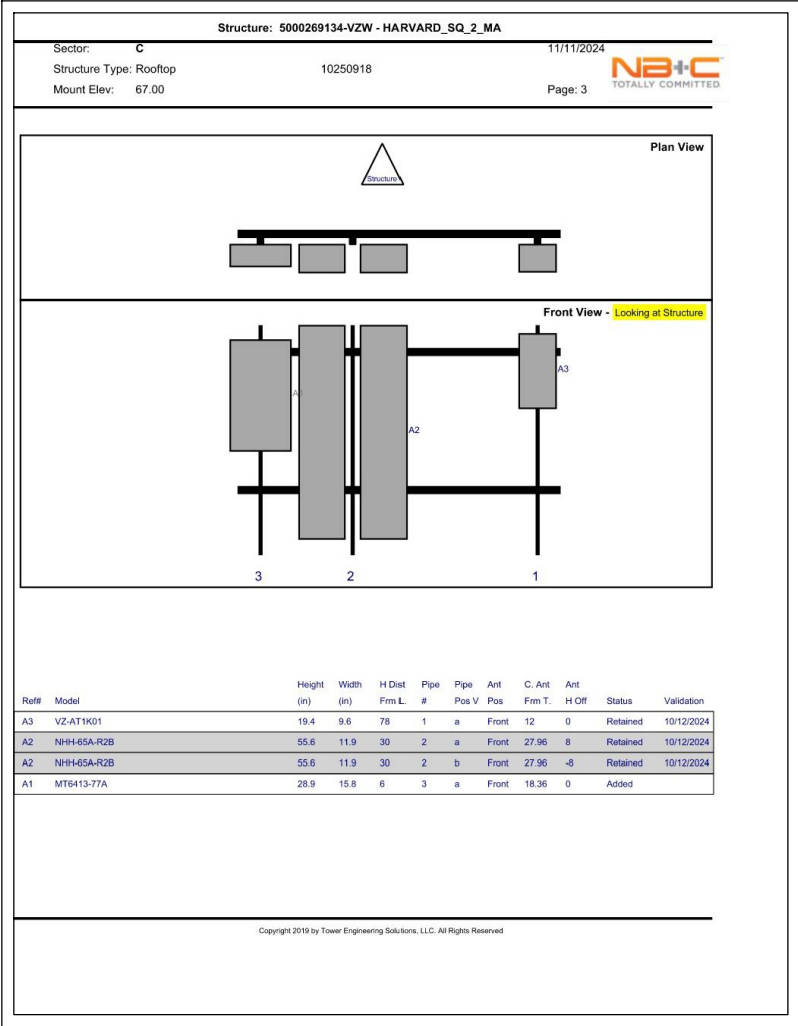 Structure: 5000269134-VZW - HARVARD_SQ_2_MA
Sector: C 11/11/2024
Structure Type: Rooftop 10250918
Mount Elev: 67.00 Page: 3
NB+C
TOTALLY COMMITTED.
Plan View
Structure
Front View - Looking at Structure
A3
A1
A2
3 2 1
Height Width H Dist Pipe Pipe Ant C. Ant Ant
Ref# Model (in) (in) Frm L. # Pos V Pos Frm T. H Off Status Validation
A3 VZ-AT1K01 19.4 9.6 78 1 a Front 12 0 Retained 10/12/2024
A2 NHH-65A-R2B 55.6 11.9 30 2 a Front 27.96 8 Retained 10/12/2024
A2 NHH-65A-R2B 55.6 11.9 30 2 b Front 27.96 -8 Retained 10/12/2024
A1 MT6413-77A 28.9 15.8 6 3 a Front 18.36 0 Added
Copyright 2019 by Tower Engineering Solutions, LLC. All Rights Reserved